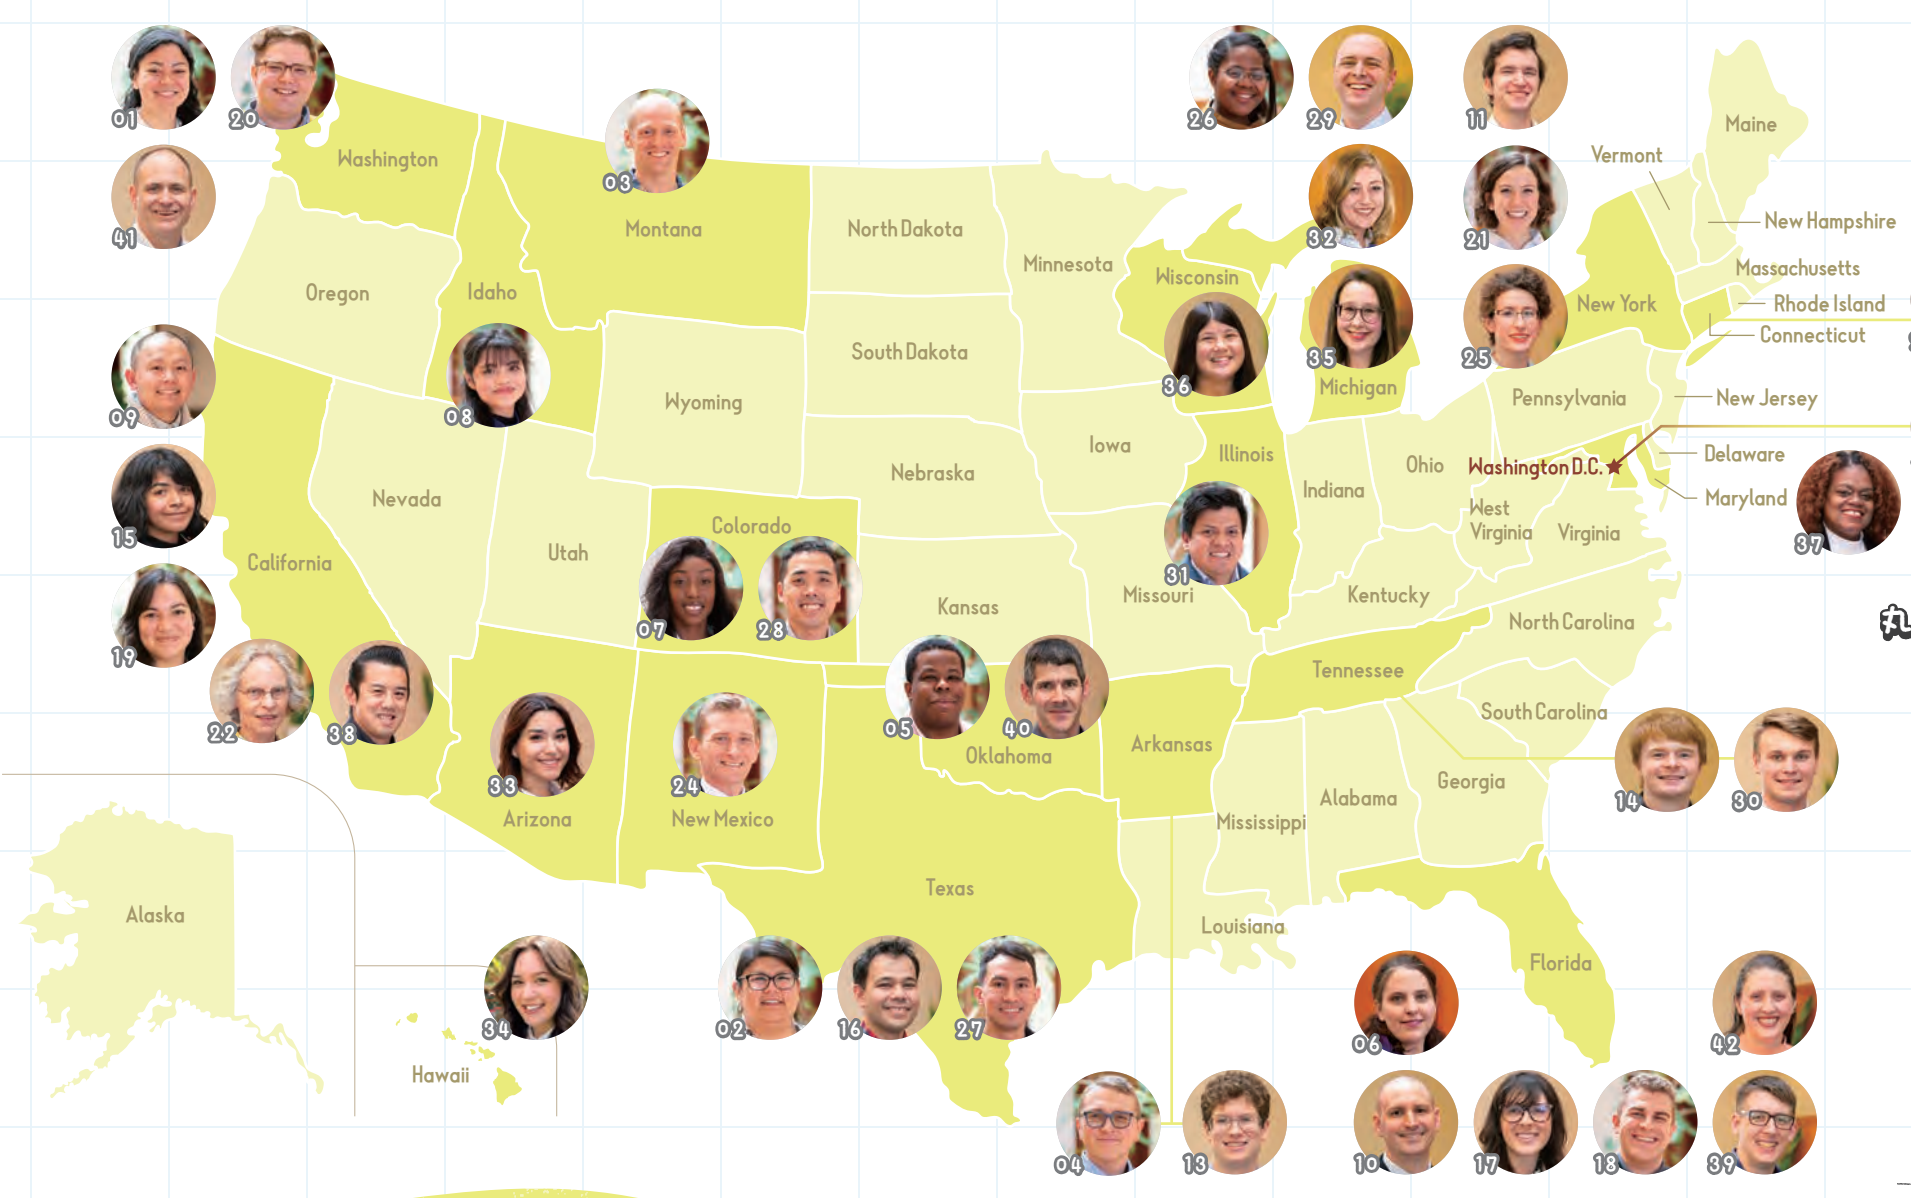 01
20
26
29
11
03
Maine
Washington
Vermont
41
Montana
North Dakota
32
21
New Hampshire
Minnesota
Wisconsin
Massachusetts
Oregon
Idaho
New York
Rhode Island
Connecticut
South Dakota
35
25
36
Michigan
09
08
Wyoming
Pennsylvania
New Jersey
Iowa
Illinois
Ohio
Washington D.C.
Delaware
Nebraska
Indiana
Nevada
Maryland
West
Virginia
Virginia
Colorado
15
37
Utah
California
31
Missouri
Kansas
Kentucky
07
28
North Carolina
19
Tennessee
22
38
05
40
South Carolina
Arkansas
Oklahoma
33
24
Georgia
Alabama
14
30
Arizona
New Mexico
Mississippi
Texas
Alaska
Louisiana
Florida
34
02
16
27
06
42
Hawaii
04
13
10
17
18
39